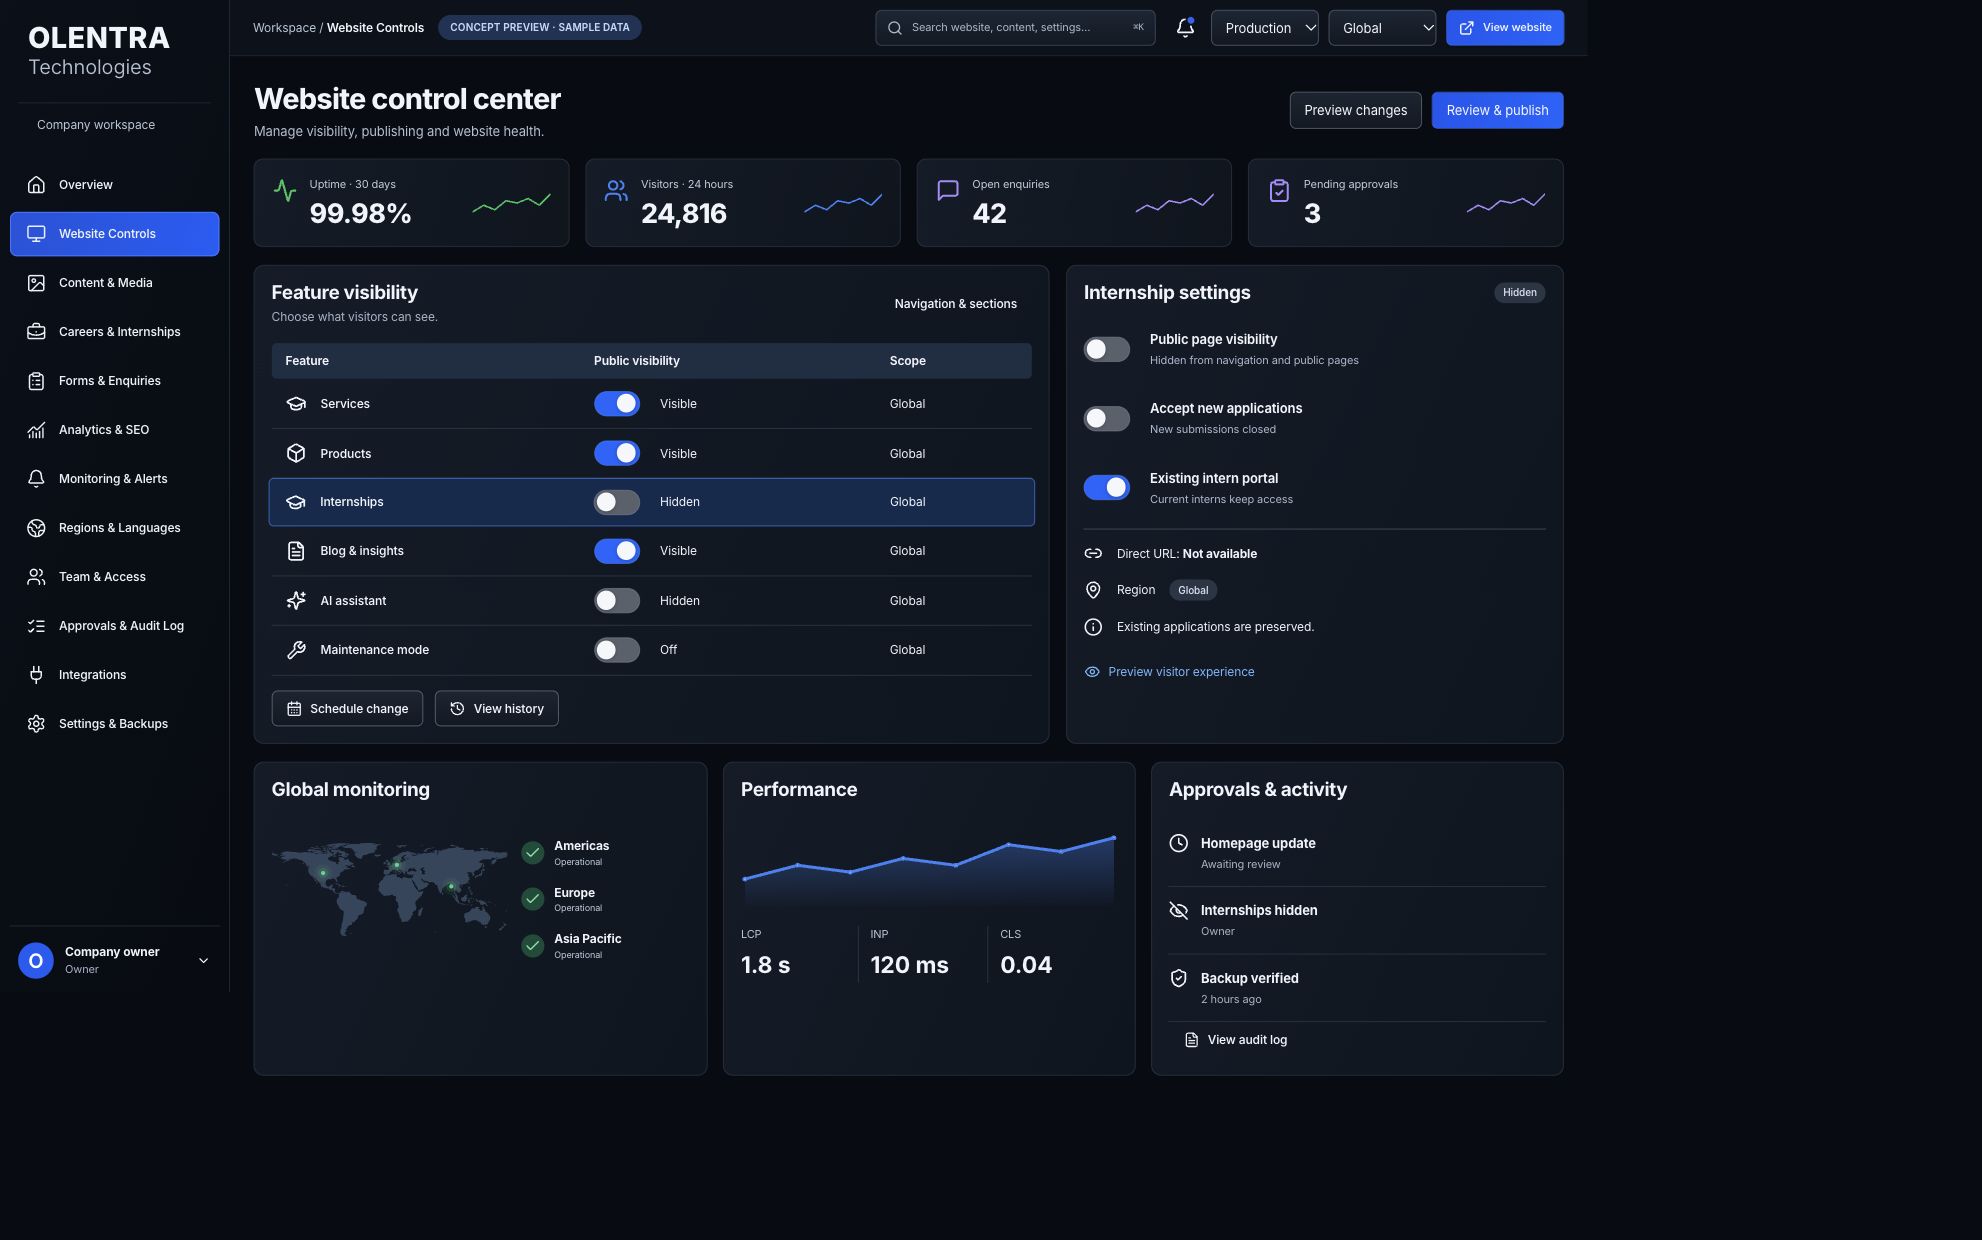 OLENTRA
Technologies
Company workspace
Overview
Website Controls
Content & Media
Careers & Internships
Forms & Enquiries
Analytics & SEO
Monitoring & Alerts
Regions & Languages
Team & Access
Approvals & Audit Log
Integrations
Settings & Backups
O
Company owner
Owner
Workspace / Website Controls
CONCEPT PREVIEW · SAMPLE DATA
Search website, content, settings...
⌘K
Production
Global
View website
Website control center
Manage visibility, publishing and website health.
Preview changes
Review & publish
Uptime · 30 days
99.98%
Visitors · 24 hours
24,816
Open enquiries
42
Pending approvals
3
Feature visibility
Choose what visitors can see.
Navigation & sections
Feature Public visibility Scope
Services Visible Global
Products Visible Global
Internships Hidden Global
Blog & insights Visible Global
AI assistant Hidden Global
Maintenance mode Off Global
Schedule change
View history
Internship settings
Hidden
Public page visibility
Hidden from navigation and public pages
Accept new applications
New submissions closed
Existing intern portal
Current interns keep access
Direct URL: Not available
Region Global
Existing applications are preserved.
Preview visitor experience
Global monitoring
Americas
Operational
Europe
Operational
Asia Pacific
Operational
Performance
LCP
1.8 s
INP
120 ms
CLS
0.04
Approvals & activity
Homepage update
Awaiting review
Internships hidden
Owner
Backup verified
2 hours ago
View audit log